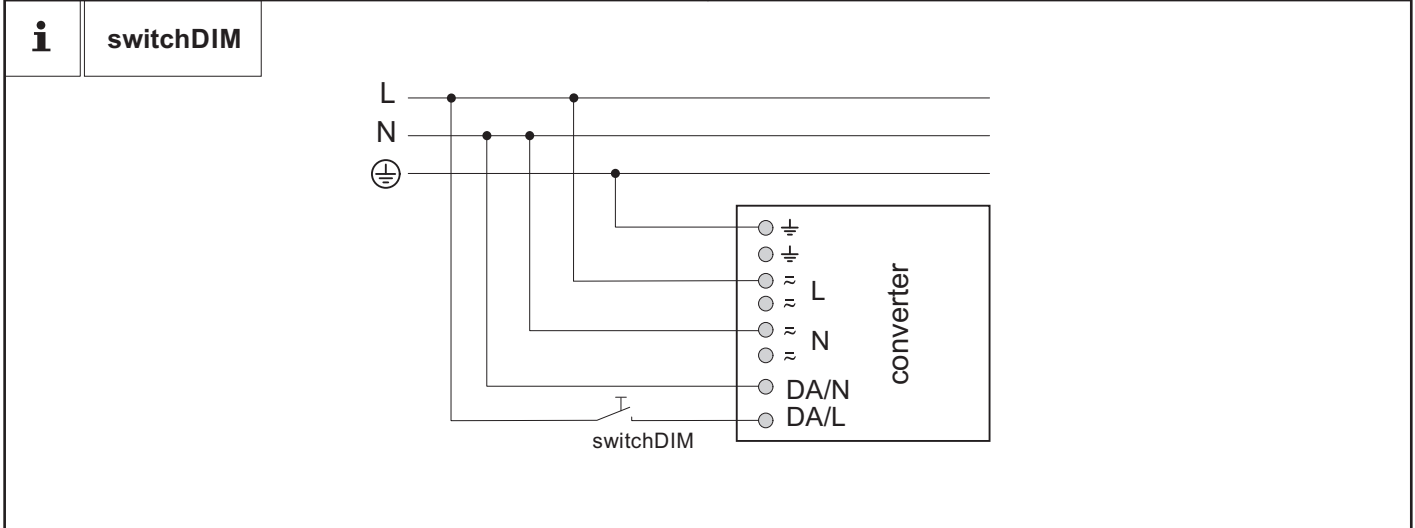 i
switchDIM
L
N
L
N
converter
DA/N
DA/L
switchDIM